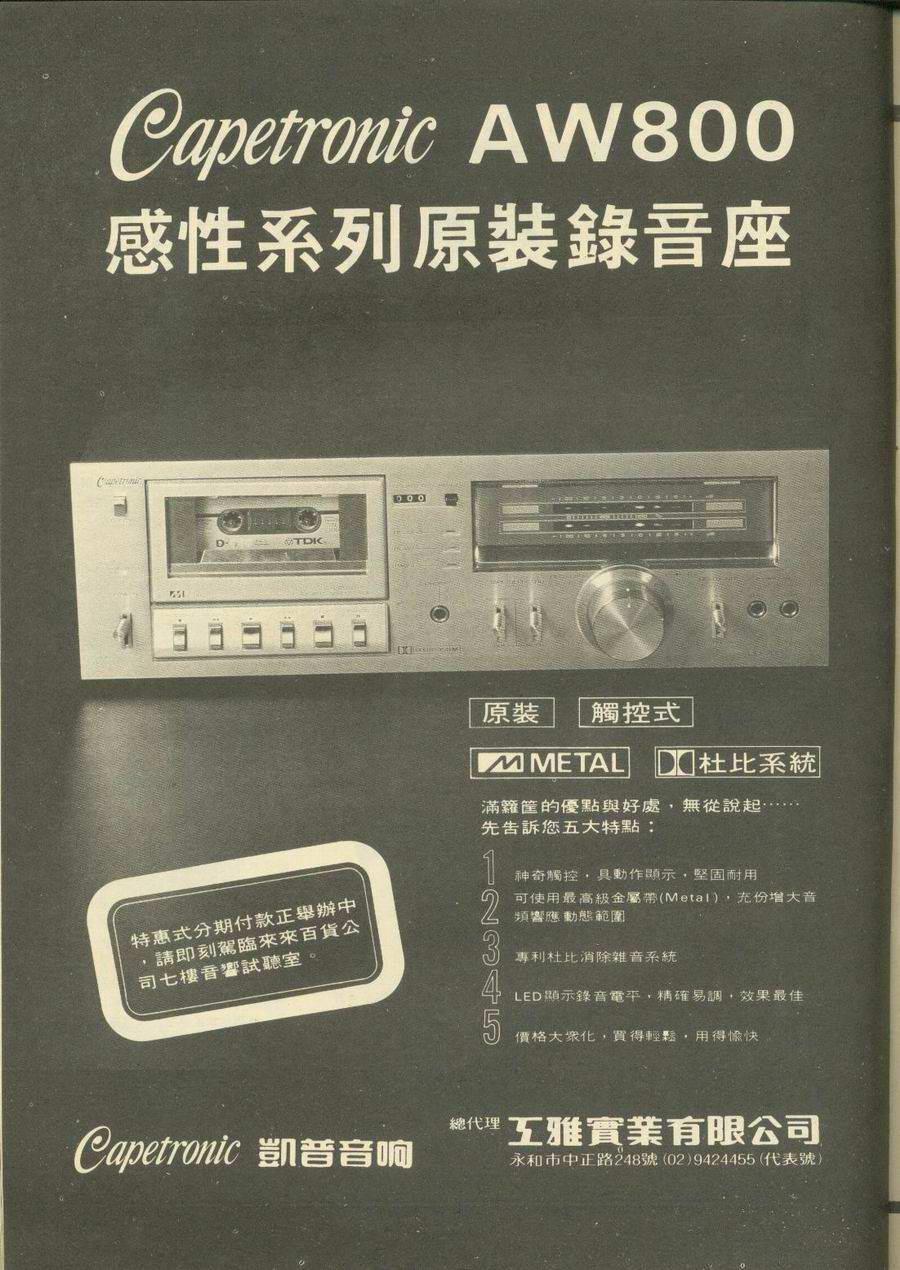 Capetronic AW800
感性系列原裝錄音座
Capetronic
000
D-
TDK
原裝 觸控式
METAL 杜比系統
滿籮筐的優點與好處，無從說起⋯⋯
先告訴您五大特點：
1 神奇觸控，具動作顯示，堅固耐用
2 可使用最高級金屬帶(Metal)，充份增大音
頻響應動態範圍
3 專利杜比消除雜音系統
4 LED顯示錄音電平，精確易調，效果最佳
5 價格大眾化，買得輕鬆，用得愉快
特惠式分期付款正舉辦中
，請即刻駕臨來來百貨公
司七樓音響試聽室。
Capetronic 凱普音响
總代理 工雅實業有限公司
永和市中正路248號(02)9424455(代表號)